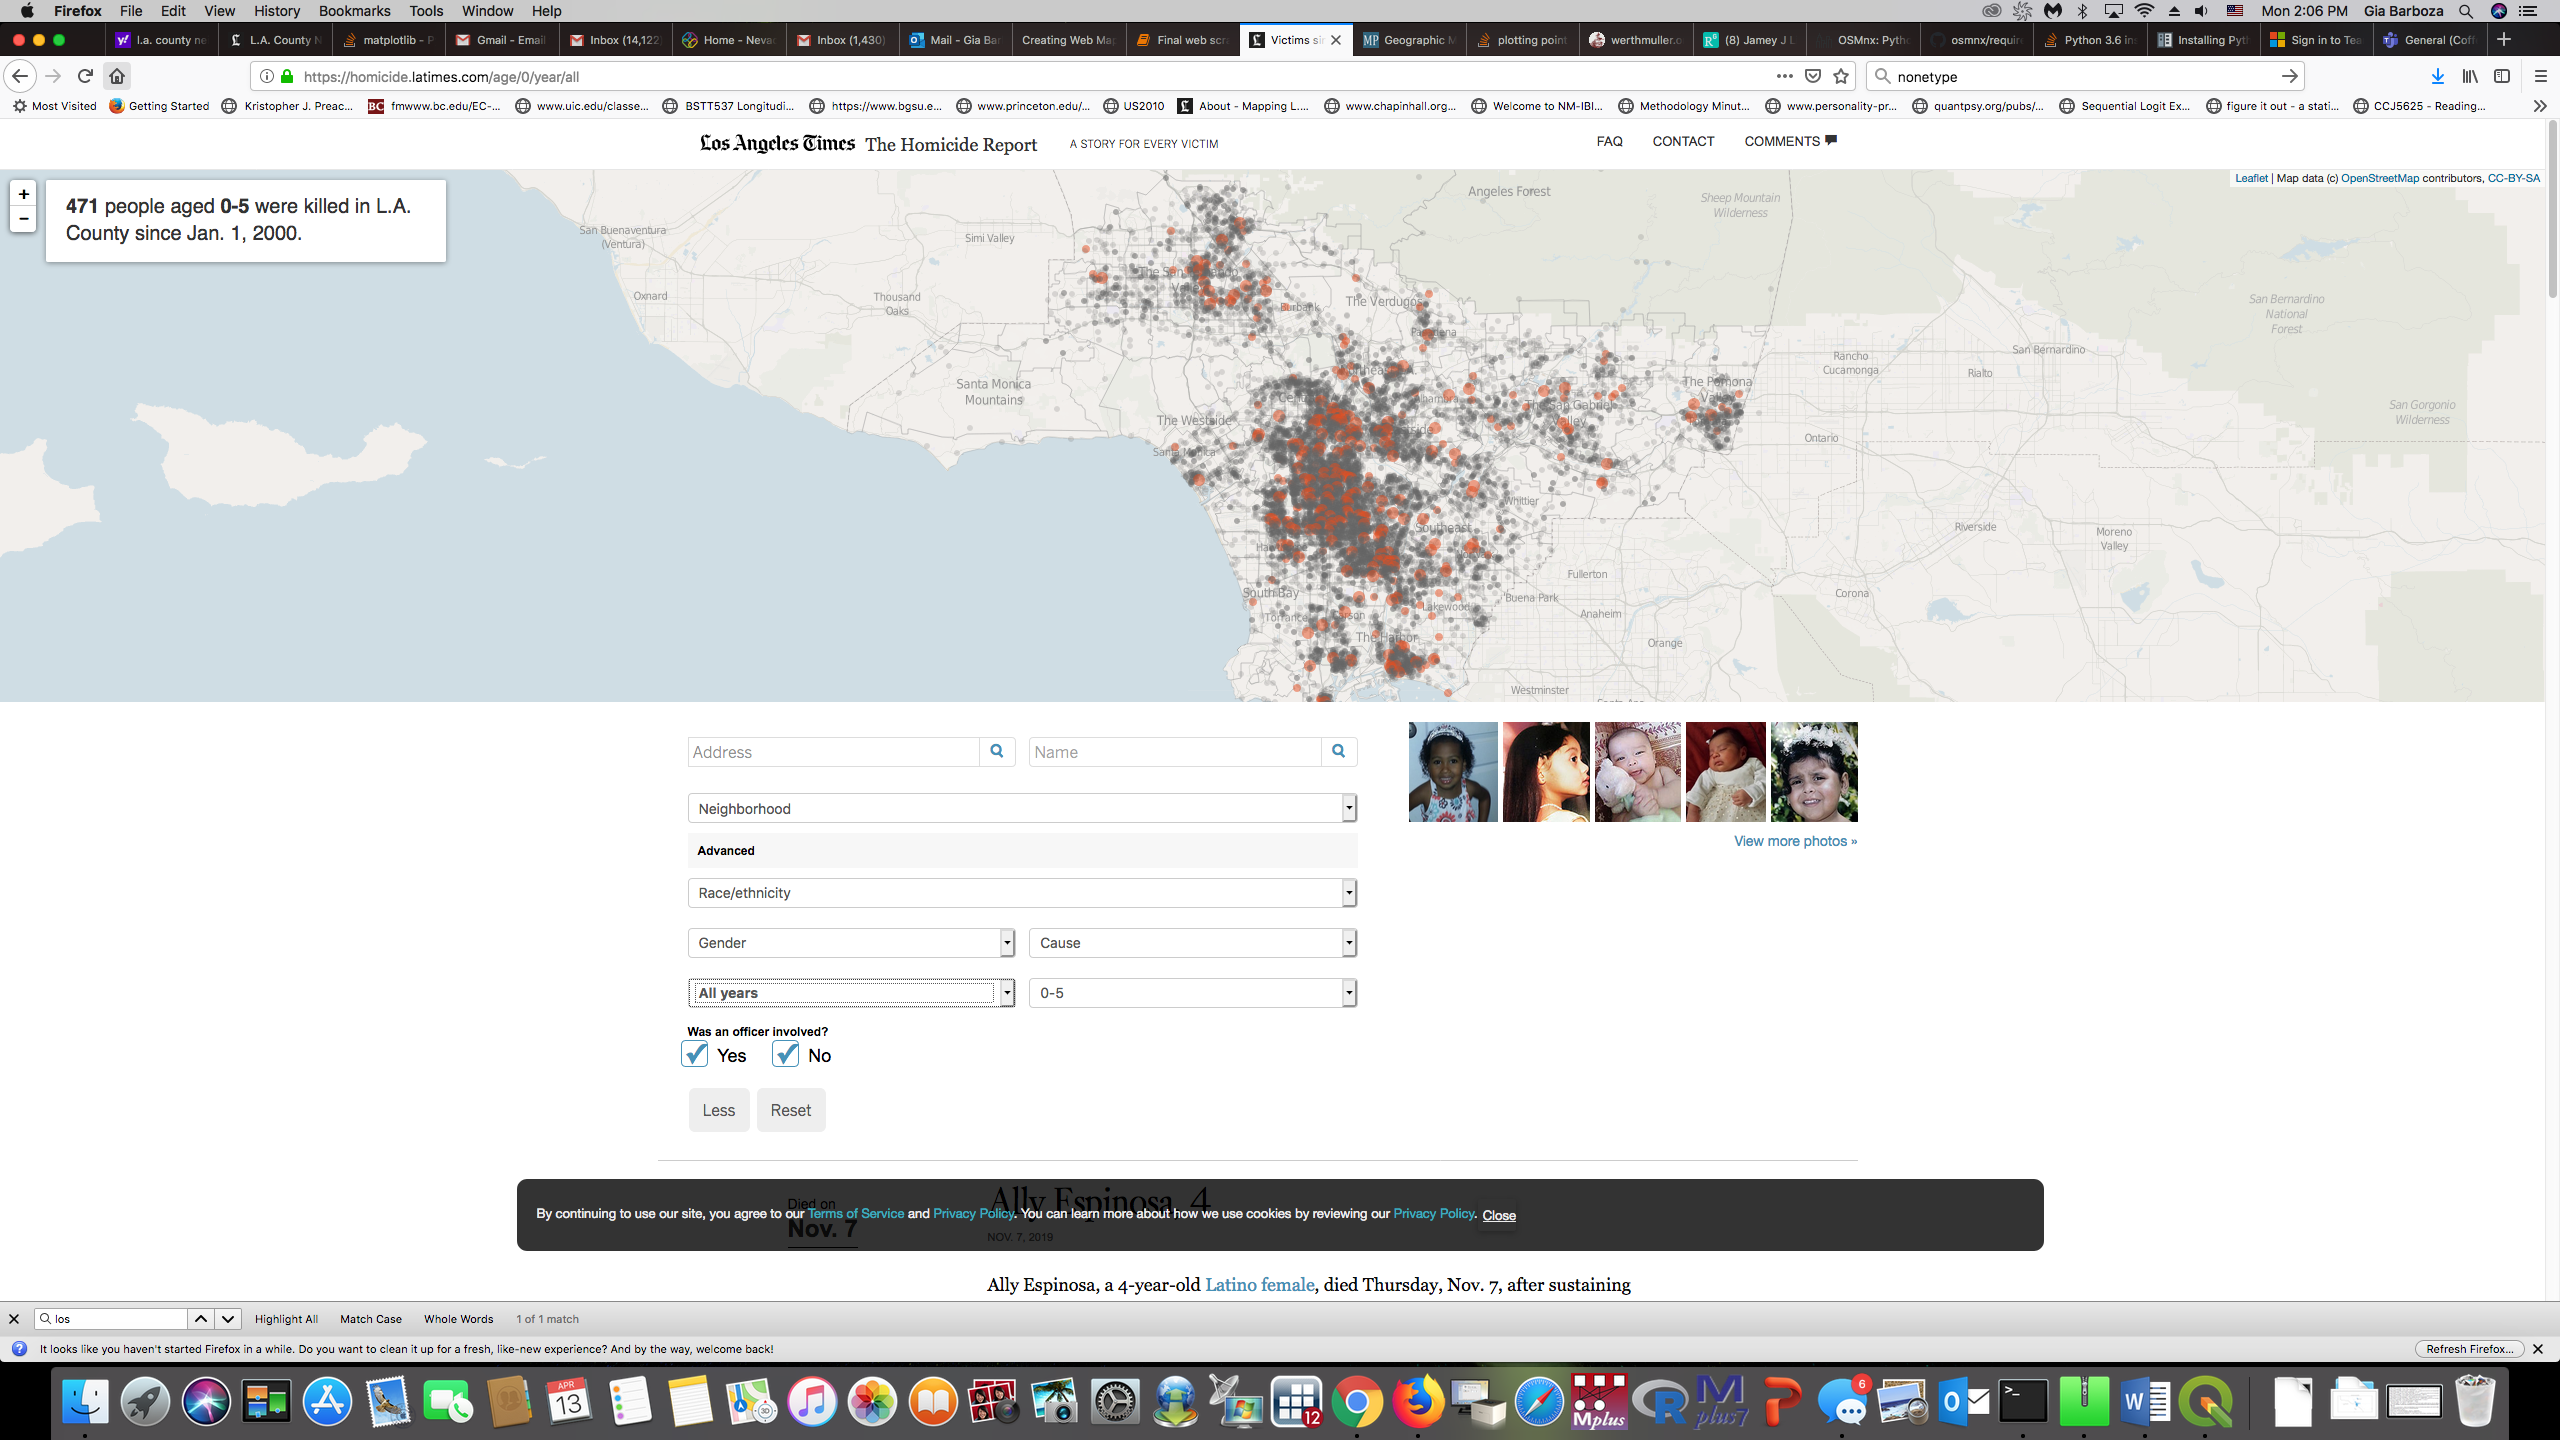 Firefox File Edit View History Bookmarks Tools Window Help Mon 2:06 PM Gia Barboza
l.a. county ne L.A. County N matplotlib - P Gmail - Email Inbox (14,122 Home - Neva Inbox (1,430) Mail - Gia Bar Creating Web Ma Final web scra Victims si Geographic M plotting point werthmuller.o (8) Jamey J L OSMnx: Pytho osmnx/require Python 3.6 in Installing Pyt Sign in to Tea General (Coff
https://homicide.latimes.com/age/0/year/all nonetype
Most Visited Getting Started Kristopher J. Preac... fmwww.bc.edu/EC-... www.uic.edu/classe... BSTT537 Longitudi... https://www.bgsu.e... www.princeton.edu/... US2010 About - Mapping L.... www.chapinhall.org... Welcome to NM-IBI... Methodology Minut... www.personality-pr... quantpsy.org/pubs/... Sequential Logit Ex... figure it out - a stati... CCJ5625 - Reading...
Los Angeles Times The Homicide Report A STORY FOR EVERY VICTIM FAQ CONTACT COMMENTS
Leaflet | Map data (c) OpenStreetMap contributors, CC-BY-SA
+
−
471 people aged 0-5 were killed in L.A.
County since Jan. 1, 2000.
Angeles Forest
Sheep Mountain
Wilderness
San Buenaventura
(Ventura)
Simi Valley
Oxnard
Thousand
Oaks
Burbank
The Verdugos
Pasadena
San Bernardino
National
Forest
San Bernardino
Rancho
Cucamonga
Rialto
Santa Monica
Mountains
The Pomona
Valley
The San Gabriel
Valley
Alhambra
San Gorgonio
Wilderness
The Westside
Ontario
Santa Monica
Whittier
Southeast
Riverside
Moreno
Valley
Fullerton
South Bay
Buena Park
Corona
Lakewood
Anaheim
Torrance
Carson
The Harbor
Orange
Westminster
Address Name
Neighborhood
View more photos »
Advanced
Race/ethnicity
Gender Cause
All years 0-5
Was an officer involved?
Yes No
Less Reset
Died on
Nov. 7
Ally Espinosa, 4
NOV. 7, 2019
By continuing to use our site, you agree to our Terms of Service and Privacy Policy. You can learn more about how we use cookies by reviewing our Privacy Policy. Close
Ally Espinosa, a 4-year-old Latino female, died Thursday, Nov. 7, after sustaining
los Highlight All Match Case Whole Words 1 of 1 match
It looks like you haven't started Firefox in a while. Do you want to clean it up for a fresh, like-new experience? And by the way, welcome back! Refresh Firefox...
APR
13
12
Mplus
plus7
6